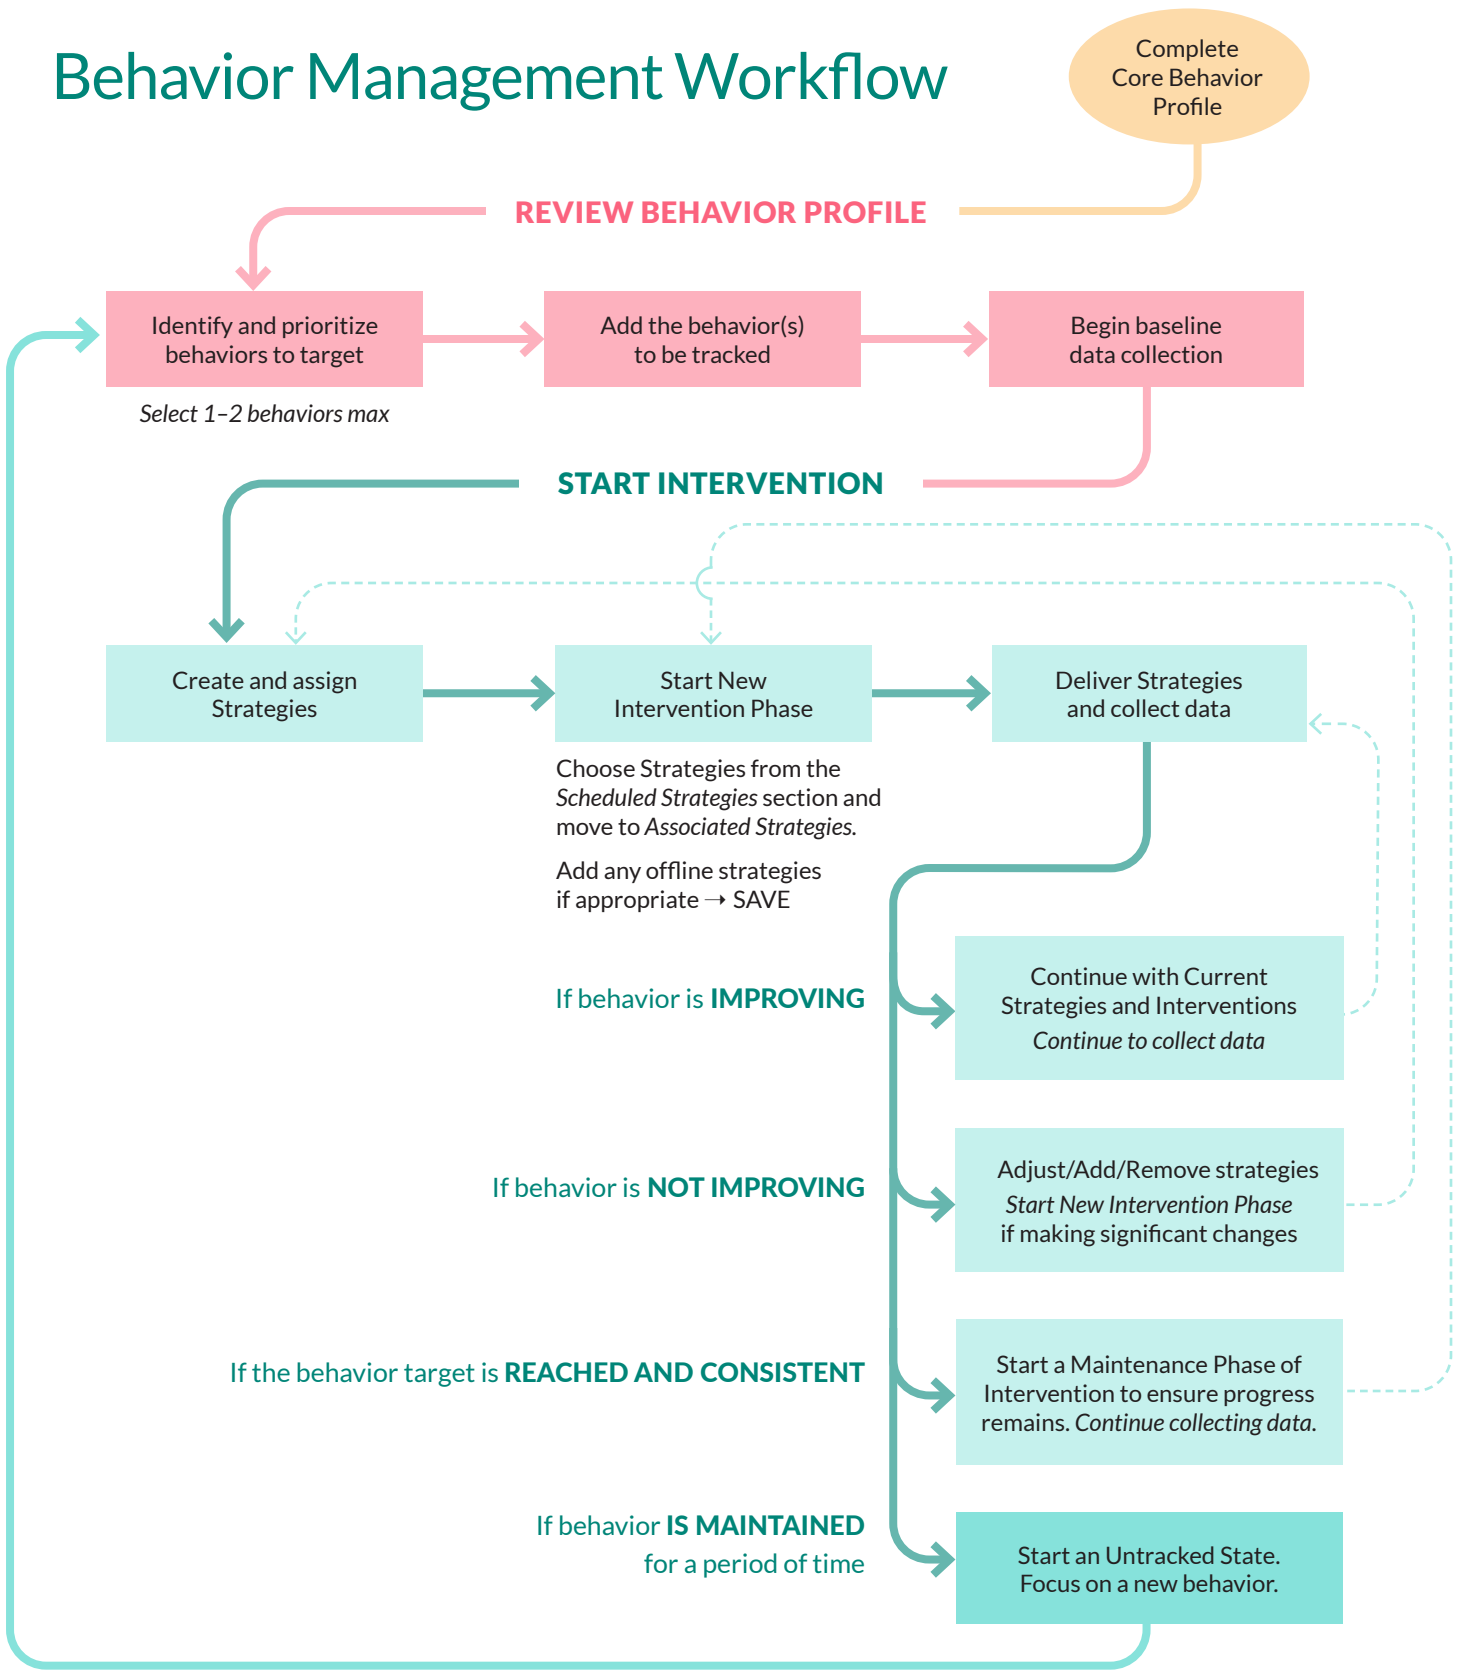 Behavior Management Workflow
Complete
Core Behavior
Profile
REVIEW BEHAVIOR PROFILE
Identify and prioritize
behaviors to target
Select 1–2 behaviors max
Add the behavior(s)
to be tracked
Begin baseline
data collection
START INTERVENTION
Create and assign
Strategies
Start New
Intervention Phase
Choose Strategies from the
Scheduled Strategies section and
move to Associated Strategies.
Add any offline strategies
if appropriate → SAVE
Deliver Strategies
and collect data
If behavior is IMPROVING
Continue with Current
Strategies and Interventions
Continue to collect data
If behavior is NOT IMPROVING
Adjust/Add/Remove strategies
Start New Intervention Phase
if making significant changes
If the behavior target is REACHED AND CONSISTENT
Start a Maintenance Phase of
Intervention to ensure progress
remains. Continue collecting data.
If behavior IS MAINTAINED
for a period of time
Start an Untracked State.
Focus on a new behavior.